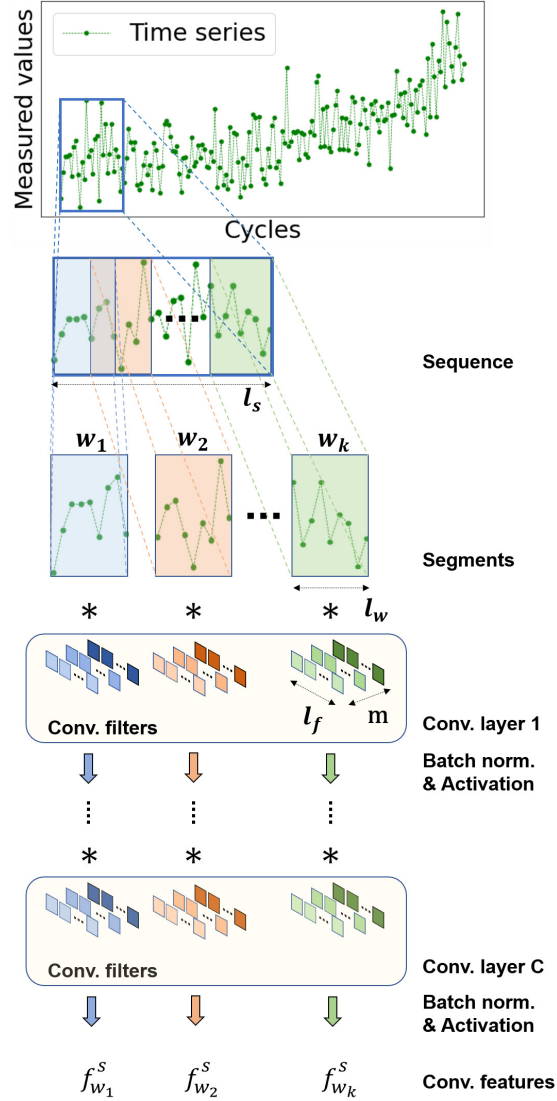 Time series
Measured values
Cycles
Sequence
l_s
w_1 w_2 w_k
Segments
l_w
* * *
l_f m
Conv. filters
Conv. layer 1
Batch norm.
& Activation
* * *
Conv. filters
Conv. layer C
Batch norm.
& Activation
f^s_{w_1} f^s_{w_2} f^s_{w_k}
Conv. features